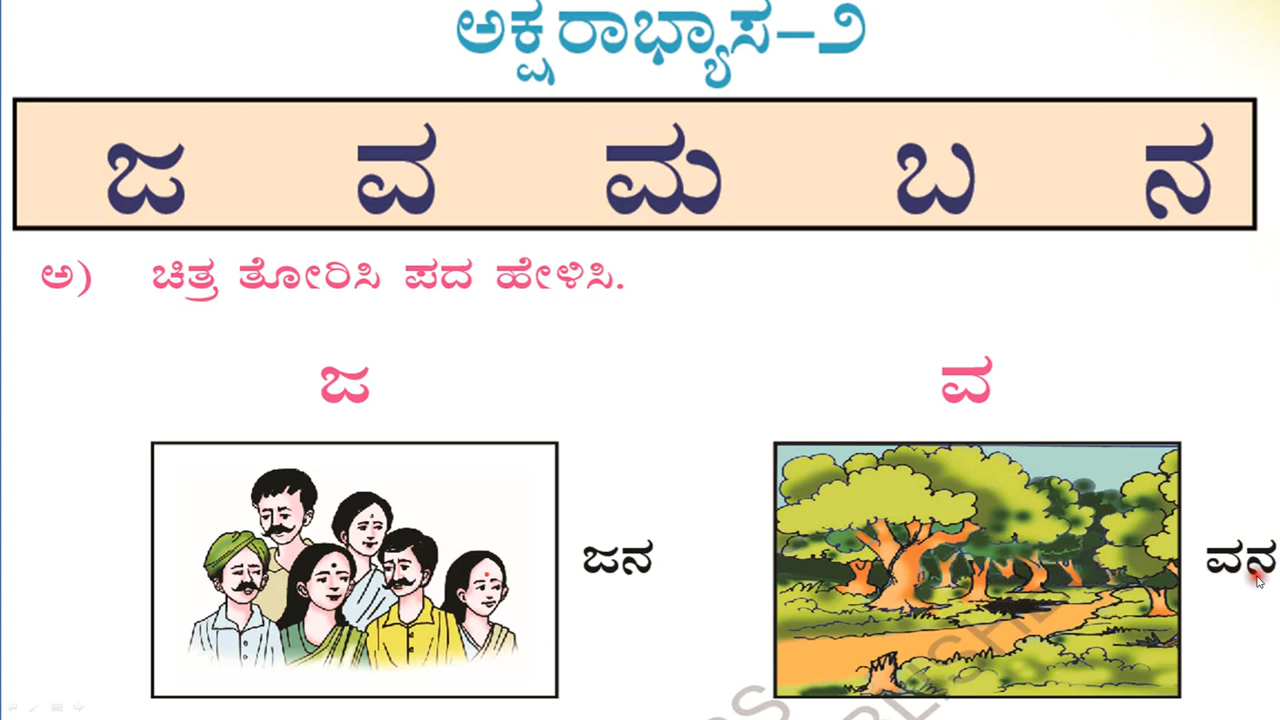 ಅಕ್ಷರಾಭ್ಯಾಸ–೨
ಜ ವ ಮ ಬ ನ
ಅ) ಚಿತ್ರ ತೋರಿಸಿ ಪದ ಹೇಳಿಸಿ.
ಜ ವ
ಜನ ವನ